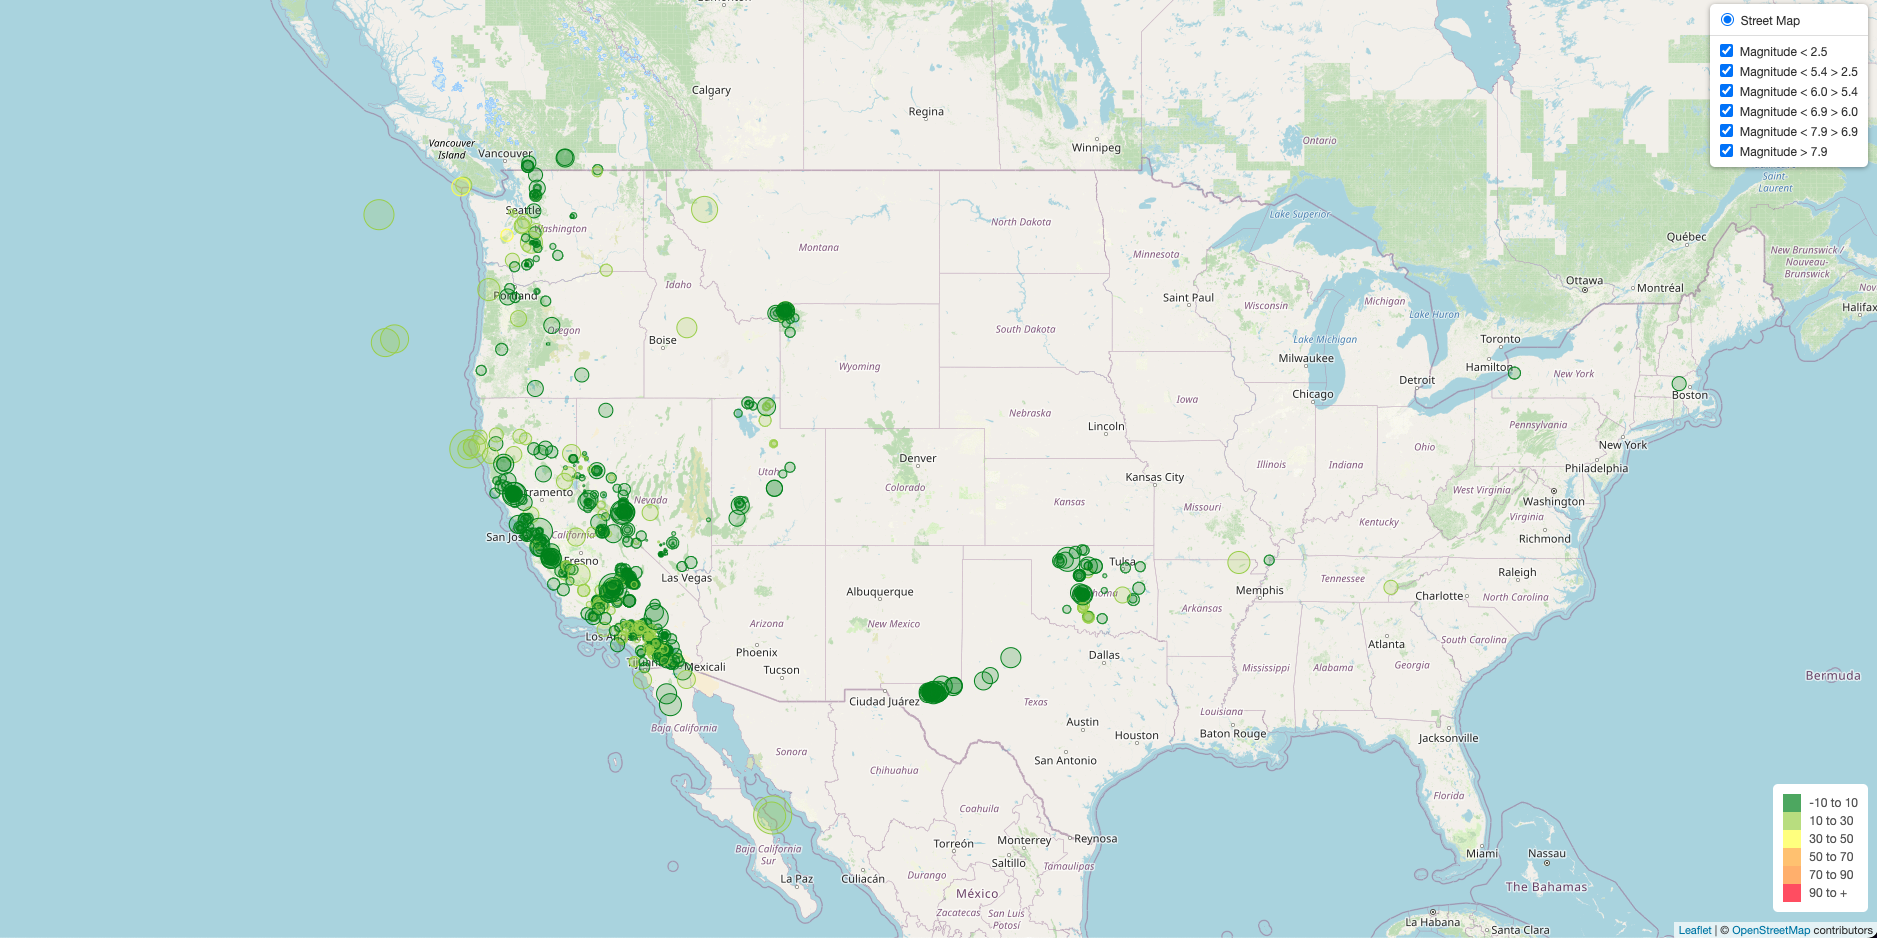 Edmonton
Calgary
Regina
Winnipeg
Ontario
Vancouver
Island
Vancouver
Seattle
Washington
Montana
North Dakota
Minnesota
Lake Superior
Québec
New Brunswick /
Nouveau-
Brunswick
Ottawa
Montréal
Halifax
Portland
Oregon
Idaho
Boise
Saint Paul
Wisconsin
Michigan
Lake Huron
South Dakota
Lake Michigan
Toronto
Hamilton
Milwaukee
Detroit
Chicago
New York
Boston
Wyoming
Iowa
Nebraska
Lincoln
Pennsylvania
New York
Ohio
Philadelphia
Denver
Utah
Colorado
Kansas City
Illinois
Indiana
West Virginia
Washington
Nevada
Kansas
Missouri
Kentucky
Virginia
Richmond
San Jose
California
Fresno
Las Vegas
Tulsa
Tennessee
Raleigh
North Carolina
Charlotte
Memphis
Albuquerque
Arkansas
Arizona
New Mexico
Los Angeles
Phoenix
Tucson
Mexicali
Tijuana
Dallas
Atlanta
South Carolina
Mississippi
Alabama
Georgia
Bermuda
Ciudad Juárez
Texas
Louisiana
Austin
Baton Rouge
Jacksonville
Houston
San Antonio
Baja California
Sonora
Chihuahua
Coahuila
Florida
Torreón
Monterrey
Reynosa
Saltillo
Tamaulipas
Baja California
Sur
La Paz
Culiacán
Durango
México
Zacatecas
San Luis
Potosí
Miami
Nassau
The Bahamas
La Habana
Santa Clara
Saint-
Laurent
Street Map
Magnitude < 2.5
Magnitude < 5.4 > 2.5
Magnitude < 6.0 > 5.4
Magnitude < 6.9 > 6.0
Magnitude < 7.9 > 6.9
Magnitude > 7.9
-10 to 10
10 to 30
30 to 50
50 to 70
70 to 90
90 to +
Leaflet | © OpenStreetMap contributors